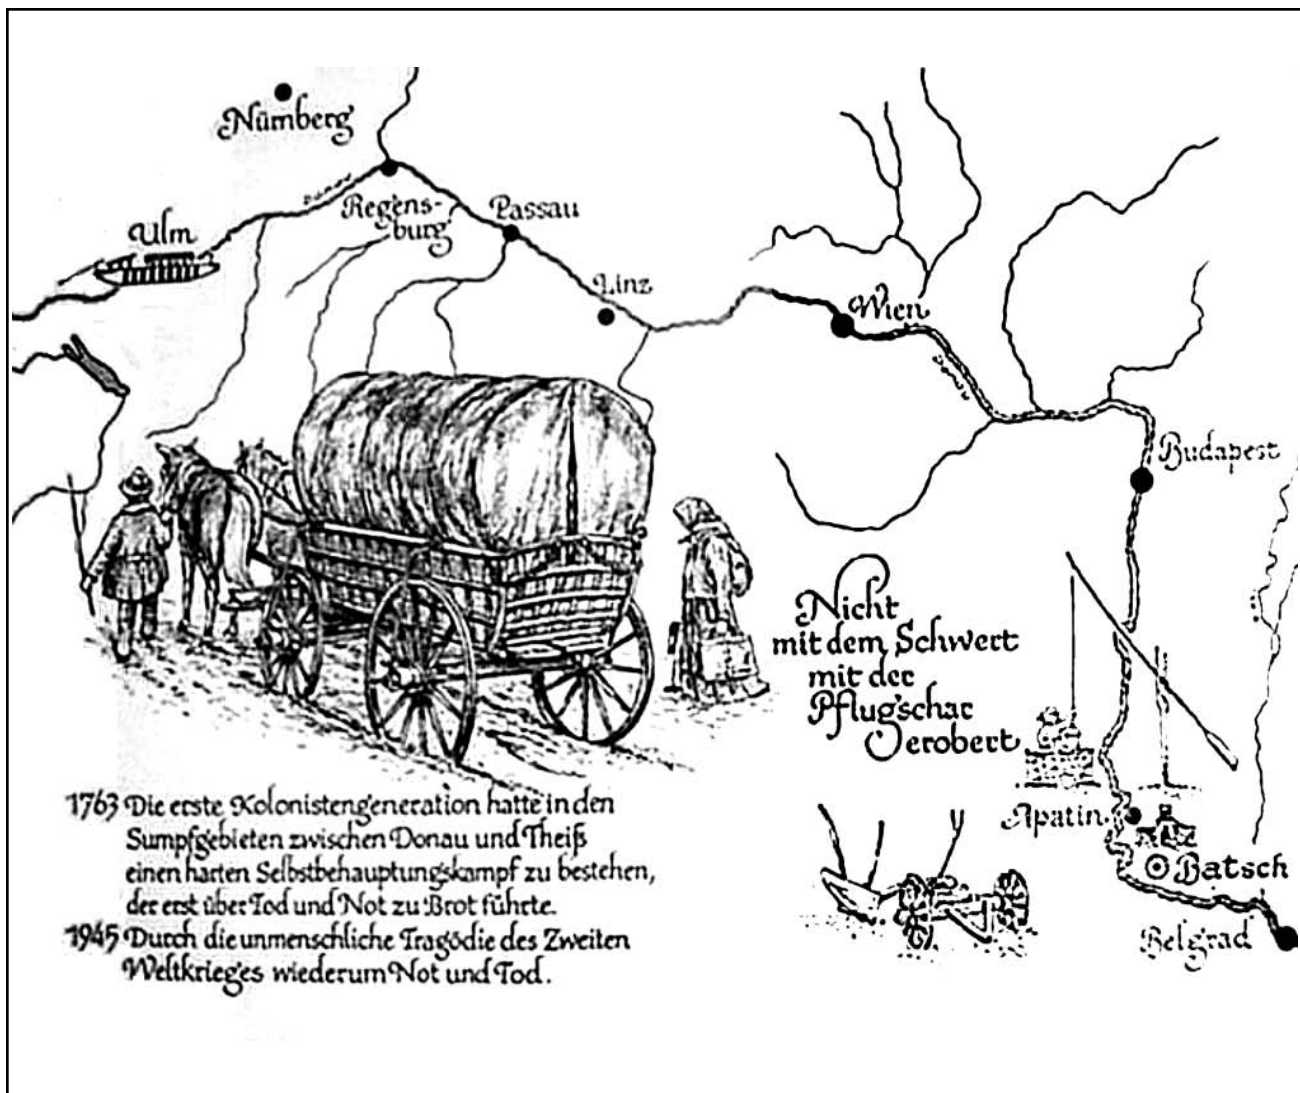 Nürnberg
Donau
Regens-
burg
Passau
Ulm
Linz
Wien
Donau
Budapest
Nicht
mit dem Schwert
mit der
Pflugschar
erobert
Apatin
Batsch
Belgrad
1763 Die erste Kolonistengeneration hatte in den
Sumpfgebieten zwischen Donau und Theiß
einen harten Selbstbehauptungskampf zu bestehen,
der erst über Tod und Not zu Brot führte.
1945 Durch die unmenschliche Tragödie des Zweiten
Weltkrieges wiederum Not und Tod.